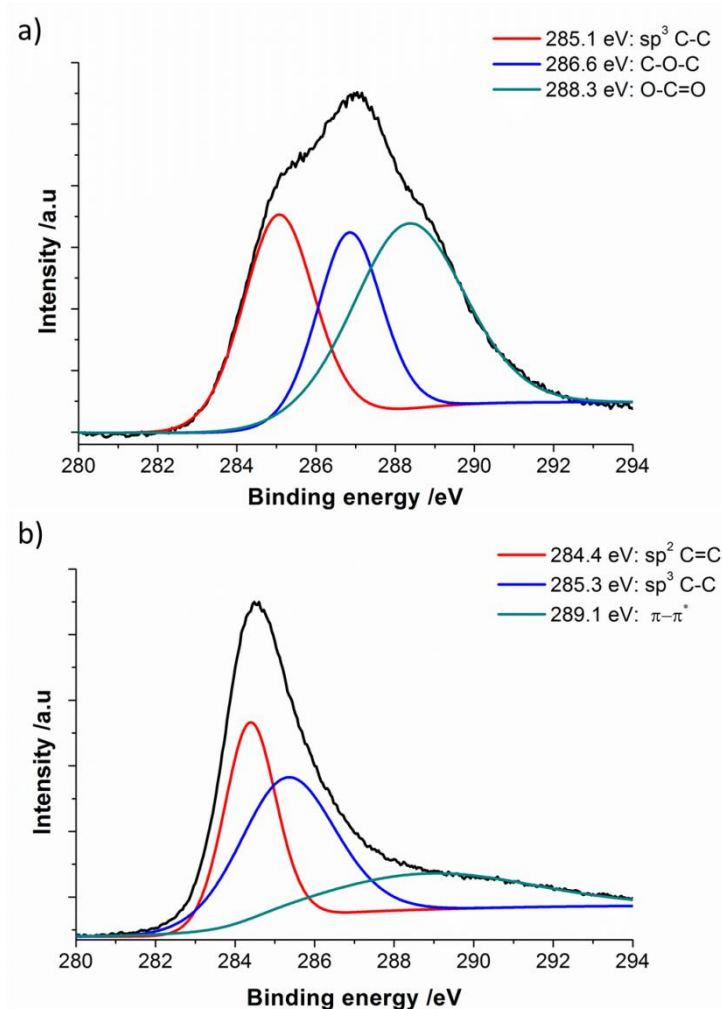 a)
285.1 eV: sp³ C-C
286.6 eV: C-O-C
288.3 eV: O-C=O
Intensity /a.u
280 282 284 286 288 290 292 294
Binding energy /eV
b)
284.4 eV: sp² C=C
285.3 eV: sp³ C-C
289.1 eV: π–π*
Intensity /a.u
280 282 284 286 288 290 292 294
Binding energy /eV